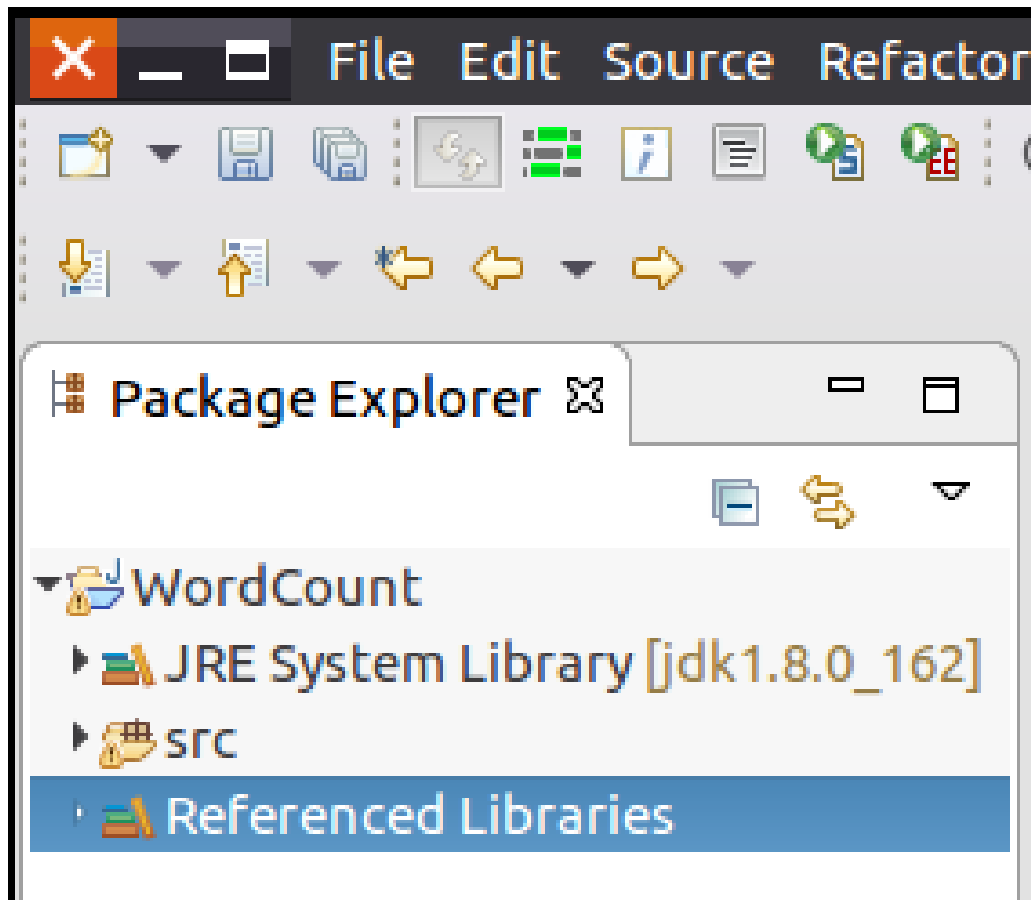 File Edit Source Refactor
Package Explorer
WordCount
JRE System Library [jdk1.8.0_162]
src
Referenced Libraries